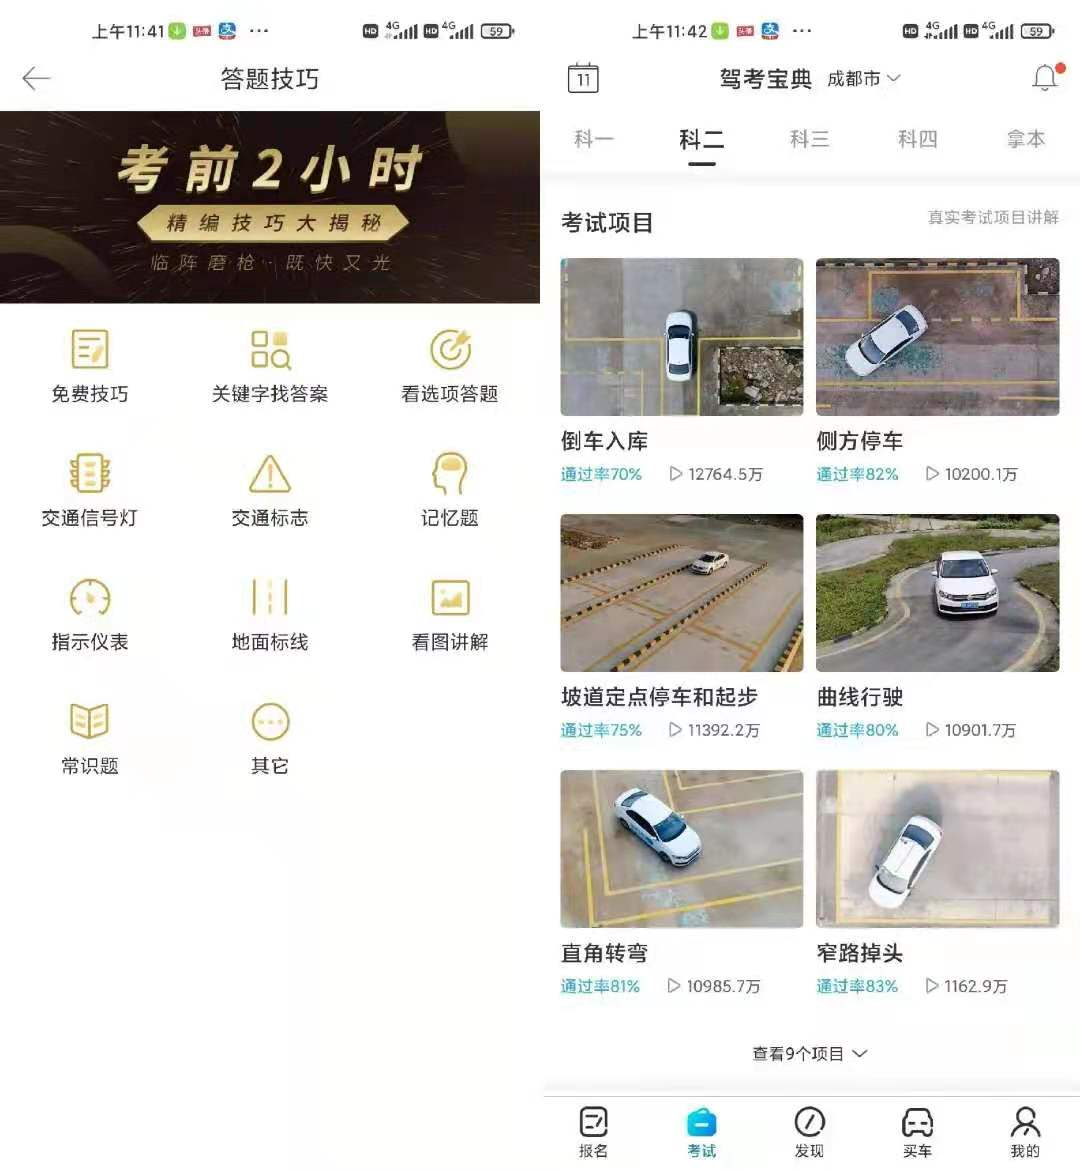 上午11:41
HD 4G HD 4G 59
答题技巧
考前2小时
精编技巧大揭秘
临阵磨枪·既快又光
免费技巧
关键字找答案
看选项答题
交通信号灯
交通标志
记忆题
指示仪表
地面标线
看图讲解
常识题
其它
上午11:42
HD 4G HD 4G 59
11
驾考宝典 成都市
科一
科二
科三
科四
拿本
考试项目
真实考试项目讲解
倒车入库
通过率70% 12764.5万
侧方停车
通过率82% 10200.1万
坡道定点停车和起步
通过率75% 11392.2万
曲线行驶
通过率80% 10901.7万
直角转弯
通过率81% 10985.7万
窄路掉头
通过率83% 1162.9万
查看9个项目
报名
考试
发现
买车
我的